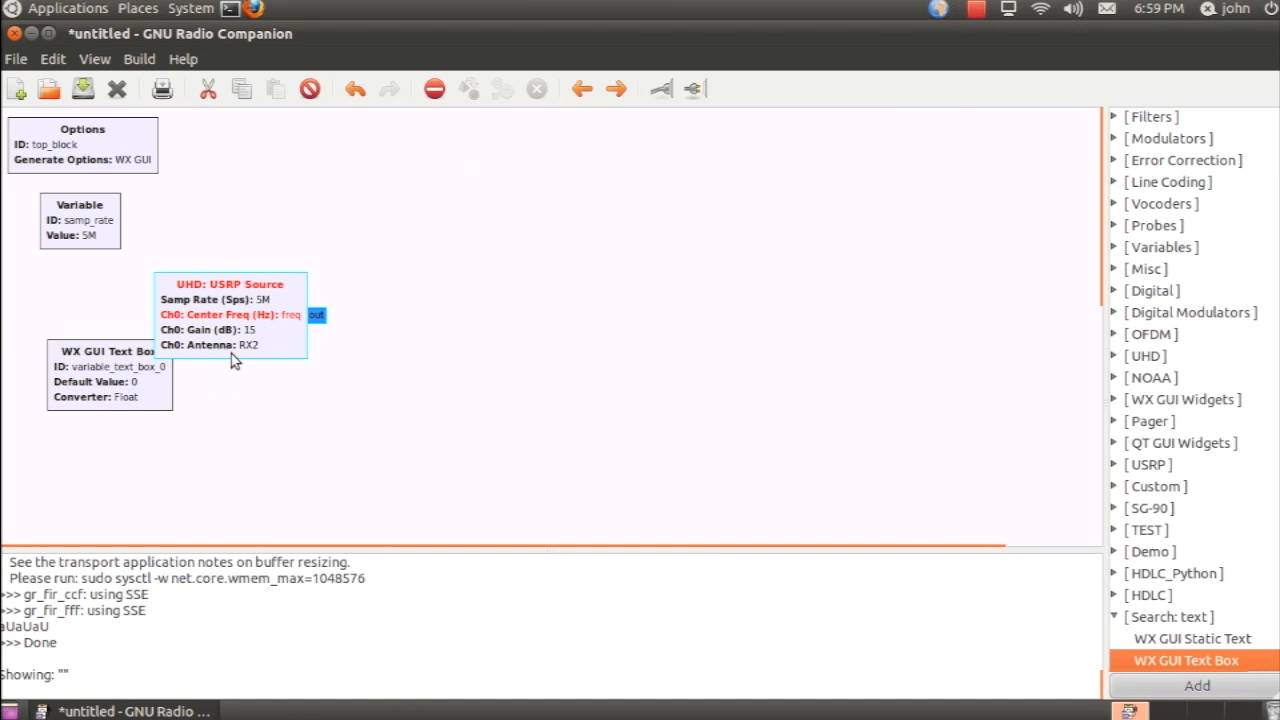 Applications Places System
6:59 PM john
*untitled - GNU Radio Companion
File Edit View Build Help
Options
ID: top_block
Generate Options: WX GUI
Variable
ID: samp_rate
Value: 5M
UHD: USRP Source
Samp Rate (Sps): 5M
Ch0: Center Freq (Hz): freq
out
Ch0: Gain (dB): 15
Ch0: Antenna: RX2
WX GUI Text Box
ID: variable_text_box_0
Default Value: 0
Converter: Float
[ Filters ]
[ Modulators ]
[ Error Correction ]
[ Line Coding ]
[ Vocoders ]
[ Probes ]
[ Variables ]
[ Misc ]
[ Digital ]
[ Digital Modulators ]
[ OFDM ]
[ UHD ]
[ NOAA ]
[ WX GUI Widgets ]
[ Pager ]
[ QT GUI Widgets ]
[ USRP ]
[ Custom ]
[ SG-90 ]
[ TEST ]
[ Demo ]
[ HDLC_Python ]
[ HDLC ]
[ Search: text ]
WX GUI Static Text
WX GUI Text Box
Add
See the transport application notes on buffer resizing.
Please run: sudo sysctl -w net.core.wmem_max=1048576
>>> gr_fir_ccf: using SSE
>>> gr_fir_fff: using SSE
aUaUaU
>>> Done
Showing: ""
*untitled - GNU Radio ...